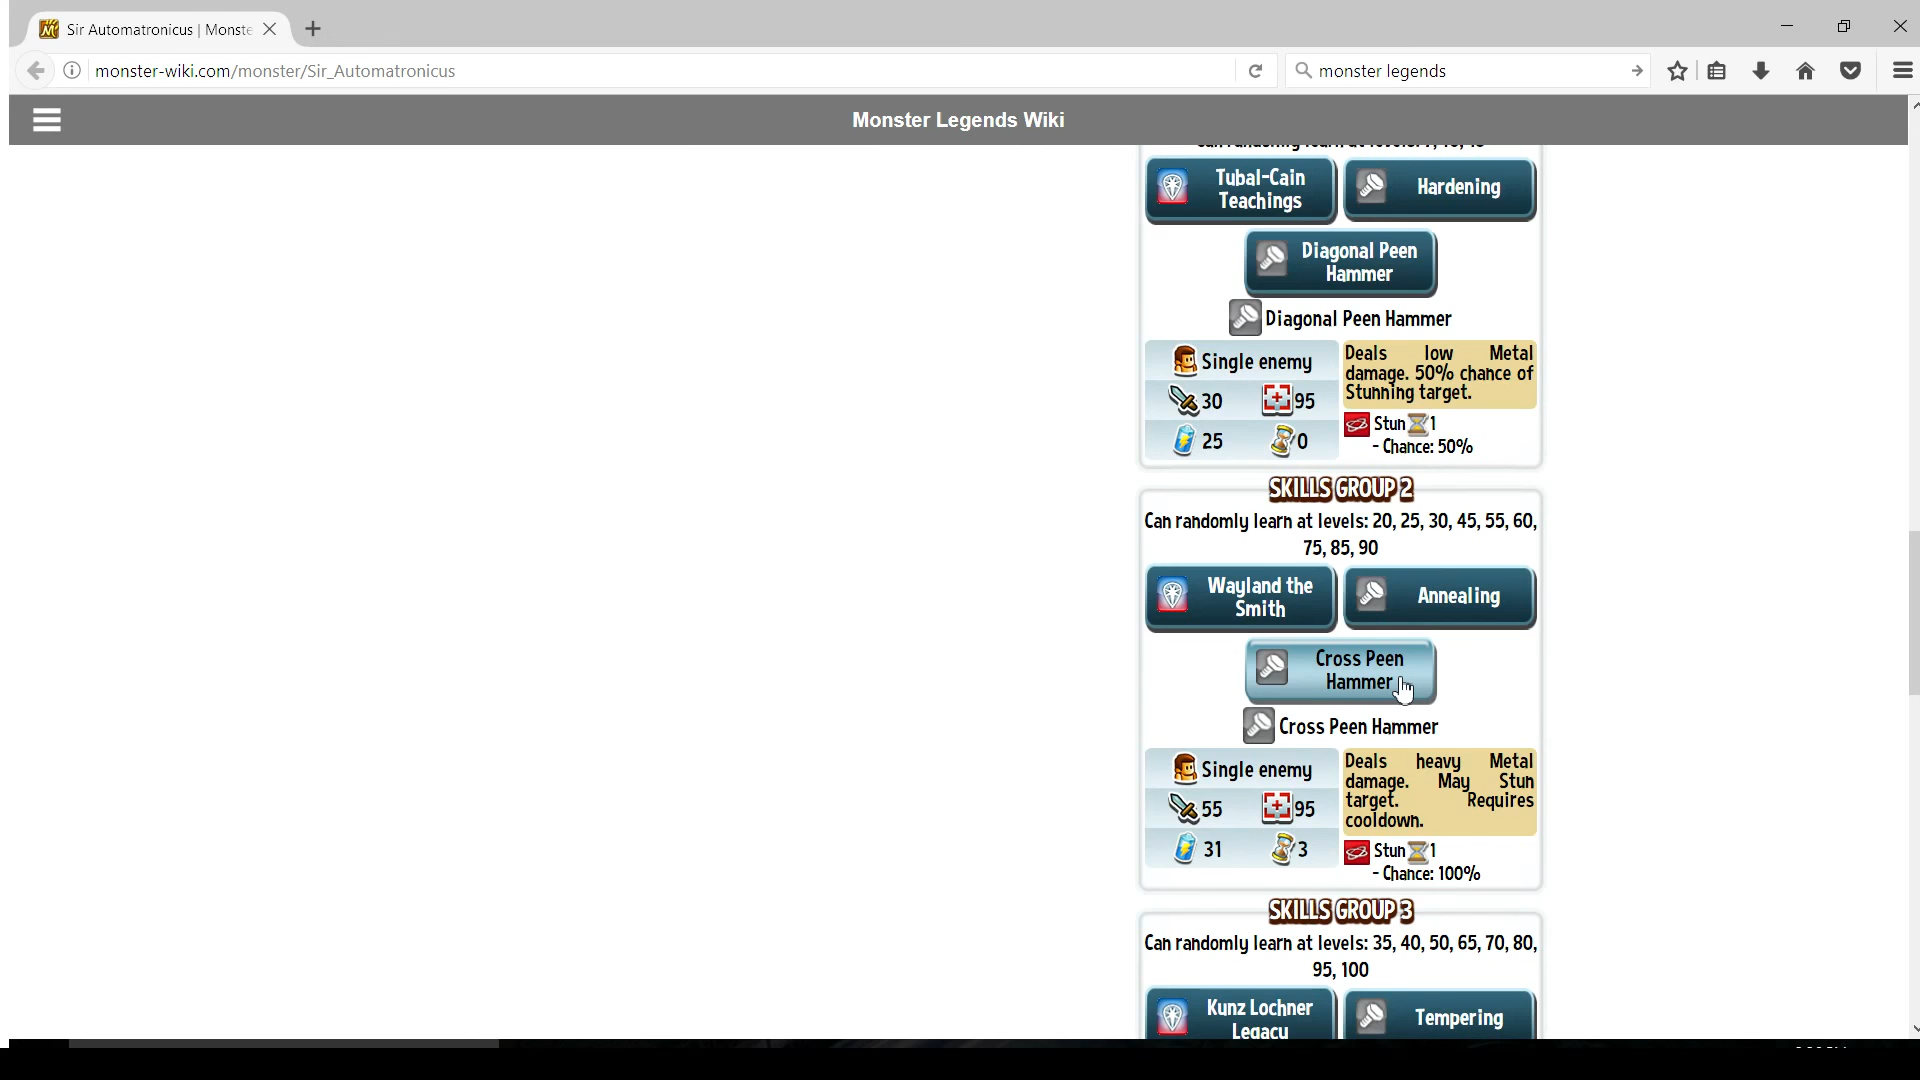 Sir Automatronicus | Monste
monster-wiki.com/monster/Sir_Automatronicus
monster legends
Monster Legends Wiki
Can randomly learn at levels:
Tubal-Cain
Teachings
Hardening
Diagonal Peen
Hammer
Diagonal Peen Hammer
Single enemy
30 95
25 0
Deals low Metal
damage. 50% chance of
Stunning target.
Stun 1
- Chance: 50%
SKILLS GROUP 2
Can randomly learn at levels: 20, 25, 30, 45, 55, 60,
75, 85, 90
Wayland the
Smith
Annealing
Cross Peen
Hammer
Cross Peen Hammer
Single enemy
55 95
31 3
Deals heavy Metal
damage. May Stun
target. Requires
cooldown.
Stun 1
- Chance: 100%
SKILLS GROUP 3
Can randomly learn at levels: 35, 40, 50, 65, 70, 80,
95, 100
Kunz Lochner
Legacy
Tempering